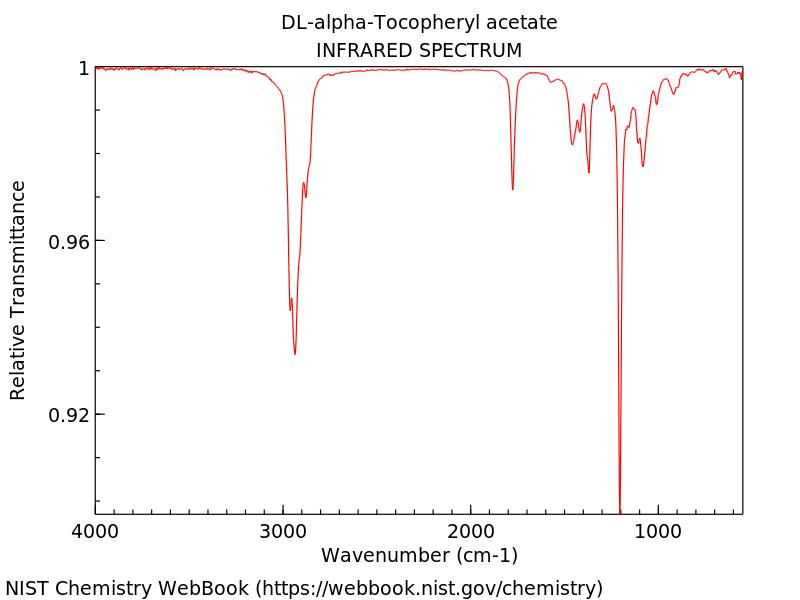 DL-alpha-Tocopheryl acetate
INFRARED SPECTRUM
1
0.96
0.92
Relative Transmittance
4000 3000 2000 1000
Wavenumber (cm-1)
NIST Chemistry WebBook (https://webbook.nist.gov/chemistry)